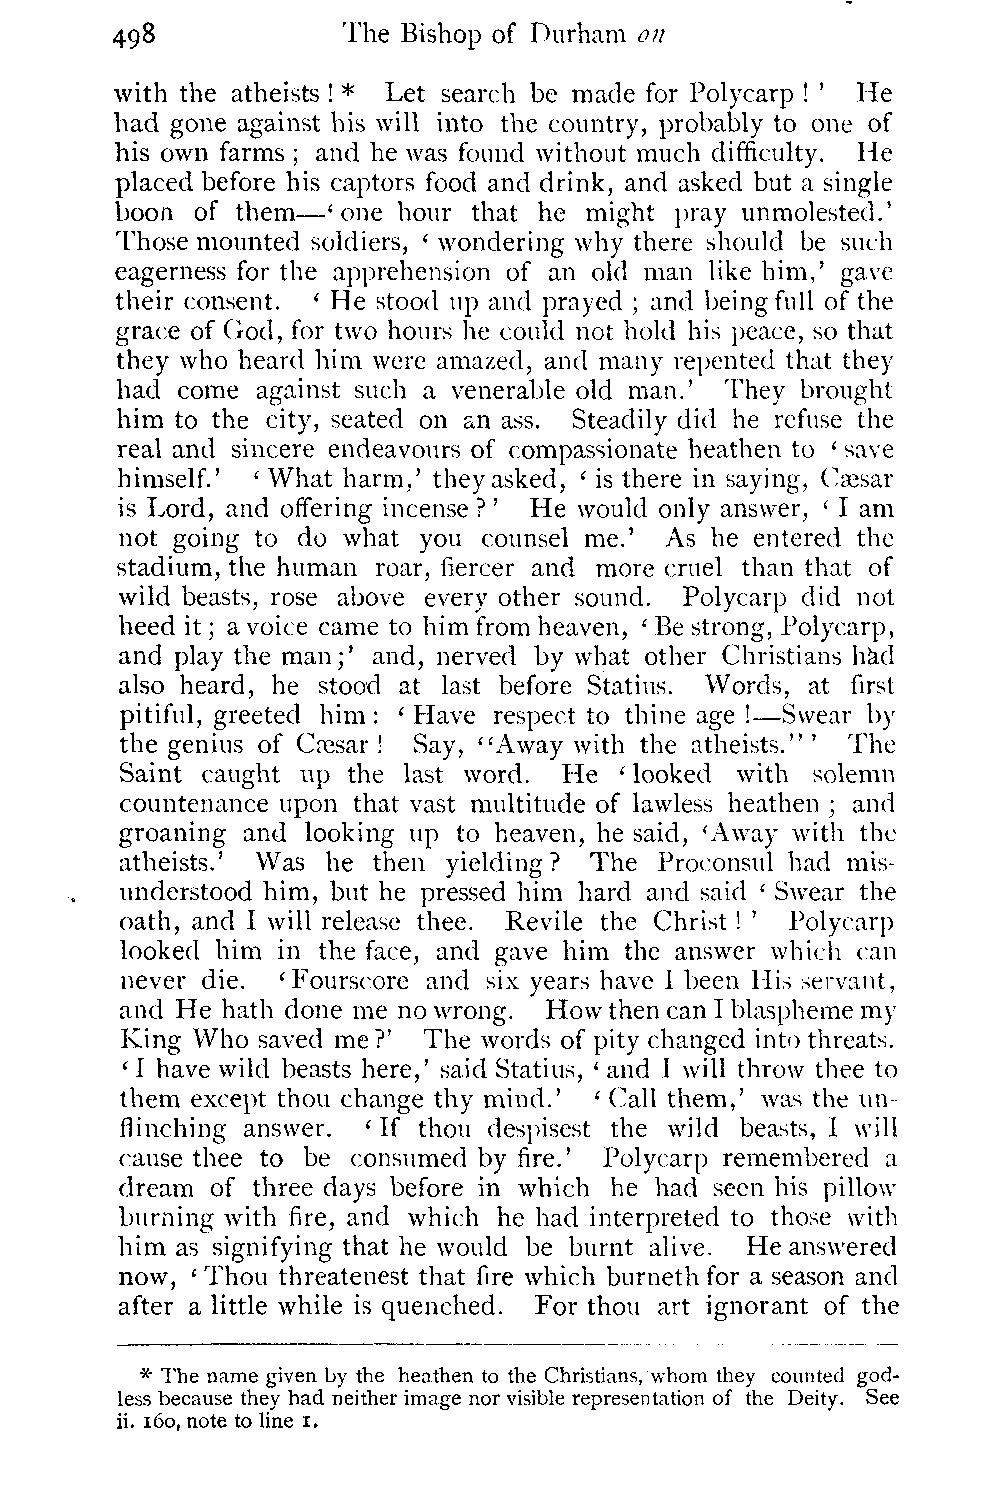 498 The Bishop of Durham on
with the atheists ! * Let search be made for Polycarp ! ’ He
had gone against his will into the country, probably to one of
his own farms ; and he was found without much difficulty. He
placed before his captors food and drink, and asked but a single
boon of them—‘ one hour that he might pray unmolested.’
Those mounted soldiers, ‘ wondering why there should be such
eagerness for the apprehension of an old man like him,’ gave
their consent. ‘ He stood up and prayed ; and being full of the
grace of God, for two hours he could not hold his peace, so that
they who heard him were amazed, and many repented that they
had come against such a venerable old man.’ They brought
him to the city, seated on an ass. Steadily did he refuse the
real and sincere endeavours of compassionate heathen to ‘ save
himself.’ ‘ What harm,’ they asked, ‘ is there in saying, Cæsar
is Lord, and offering incense ? ’ He would only answer, ‘ I am
not going to do what you counsel me.’ As he entered the
stadium, the human roar, fiercer and more cruel than that of
wild beasts, rose above every other sound. Polycarp did not
heed it ; a voice came to him from heaven, ‘ Be strong, Polycarp,
and play the man ;’ and, nerved by what other Christians had
also heard, he stood at last before Statius. Words, at first
pitiful, greeted him : ‘ Have respect to thine age !—Swear by
the genius of Cæsar ! Say, “Away with the atheists.” ’ The
Saint caught up the last word. He ‘ looked with solemn
countenance upon that vast multitude of lawless heathen ; and
groaning and looking up to heaven, he said, ‘Away with the
atheists.’ Was he then yielding ? The Proconsul had mis-
understood him, but he pressed him hard and said ‘ Swear the
oath, and I will release thee. Revile the Christ ! ’ Polycarp
looked him in the face, and gave him the answer which can
never die. ‘ Fourscore and six years have I been His servant,
and He hath done me no wrong. How then can I blaspheme my
King Who saved me ?’ The words of pity changed into threats.
‘ I have wild beasts here,’ said Statius, ‘ and I will throw thee to
them except thou change thy mind.’ ‘ Call them,’ was the un-
flinching answer. ‘ If thou despisest the wild beasts, I will
cause thee to be consumed by fire.’ Polycarp remembered a
dream of three days before in which he had seen his pillow
burning with fire, and which he had interpreted to those with
him as signifying that he would be burnt alive. He answered
now, ‘ Thou threatenest that fire which burneth for a season and
after a little while is quenched. For thou art ignorant of the
* The name given by the heathen to the Christians, whom they counted god-
less because they had neither image nor visible representation of the Deity. See
ii. 160, note to line 1.